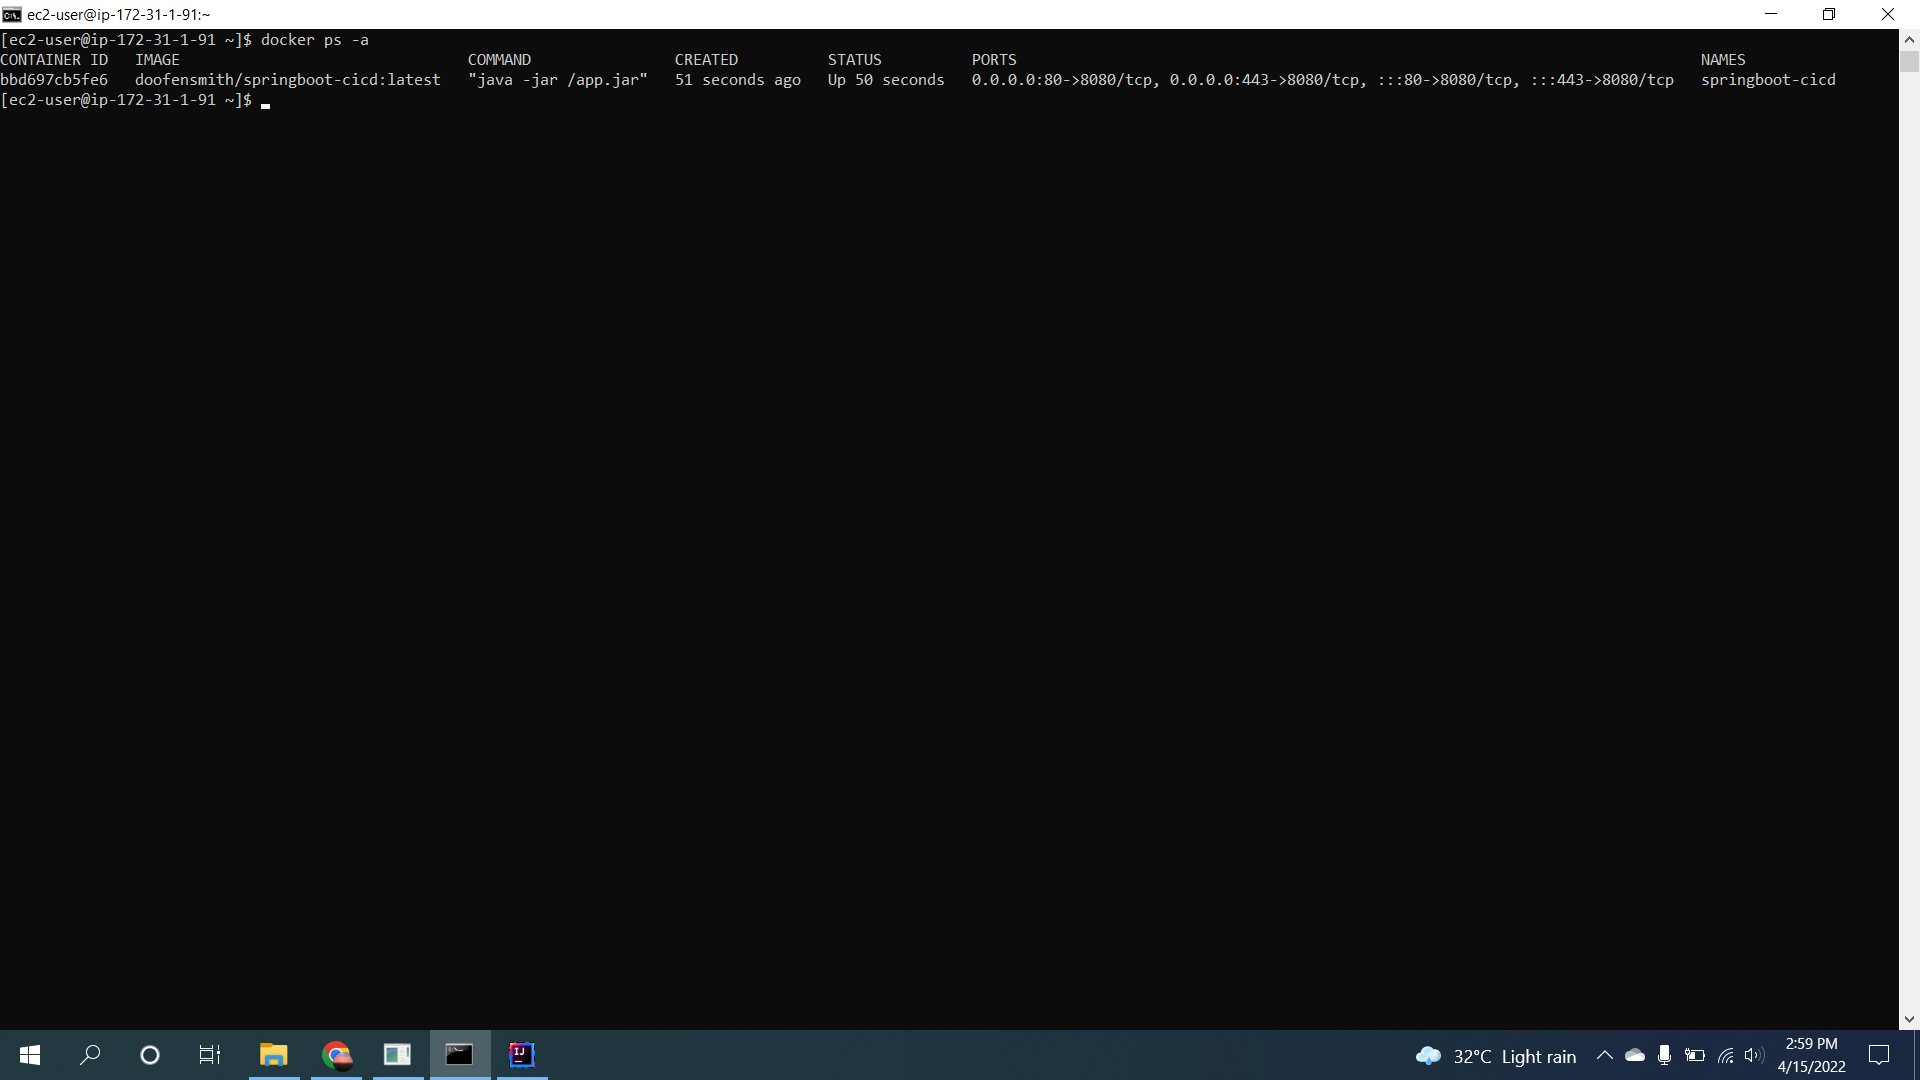 ec2-user@ip-172-31-1-91:~
[ec2-user@ip-172-31-1-91 ~]$ docker ps -a
CONTAINER ID   IMAGE                                COMMAND                CREATED          STATUS          PORTS                                                                            NAMES
bbd697cb5fe6   doofensmith/springboot-cicd:latest   "java -jar /app.jar"   51 seconds ago   Up 50 seconds   0.0.0.0:80->8080/tcp, 0.0.0.0:443->8080/tcp, :::80->8080/tcp, :::443->8080/tcp   springboot-cicd
[ec2-user@ip-172-31-1-91 ~]$
IJ
32°C Light rain
2:59 PM
4/15/2022